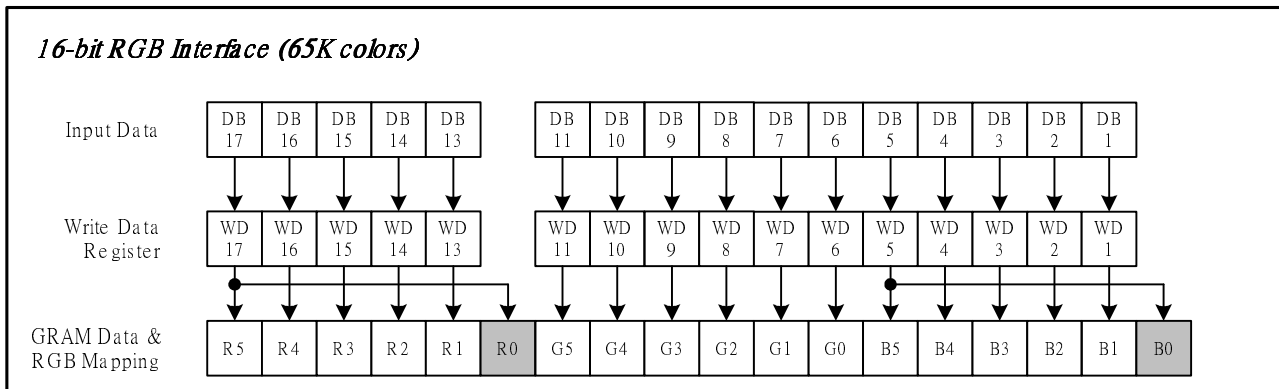 16-bit RGB Interface (65K colors)
Input Data
DB 17 DB 16 DB 15 DB 14 DB 13 DB 11 DB 10 DB 9 DB 8 DB 7 DB 6 DB 5 DB 4 DB 3 DB 2 DB 1
Write Data
Register
WD 17 WD 16 WD 15 WD 14 WD 13 WD 11 WD 10 WD 9 WD 8 WD 7 WD 6 WD 5 WD 4 WD 3 WD 2 WD 1
GRAM Data &
RGB Mapping
R5 R4 R3 R2 R1 R0 G5 G4 G3 G2 G1 G0 B5 B4 B3 B2 B1 B0